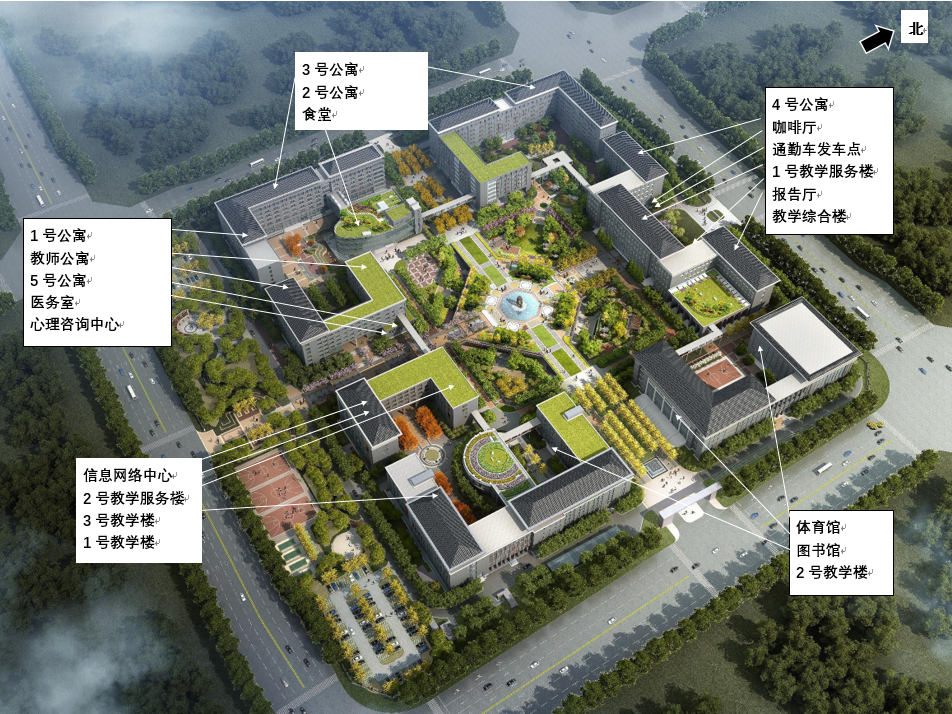 北
3 号公寓
2 号公寓
食堂
4 号公寓
咖啡厅
通勤车发车点
1 号教学服务楼
报告厅
教学综合楼
1 号公寓
教师公寓
5 号公寓
医务室
心理咨询中心
信息网络中心
2 号教学服务楼
3 号教学楼
1 号教学楼
体育馆
图书馆
2 号教学楼